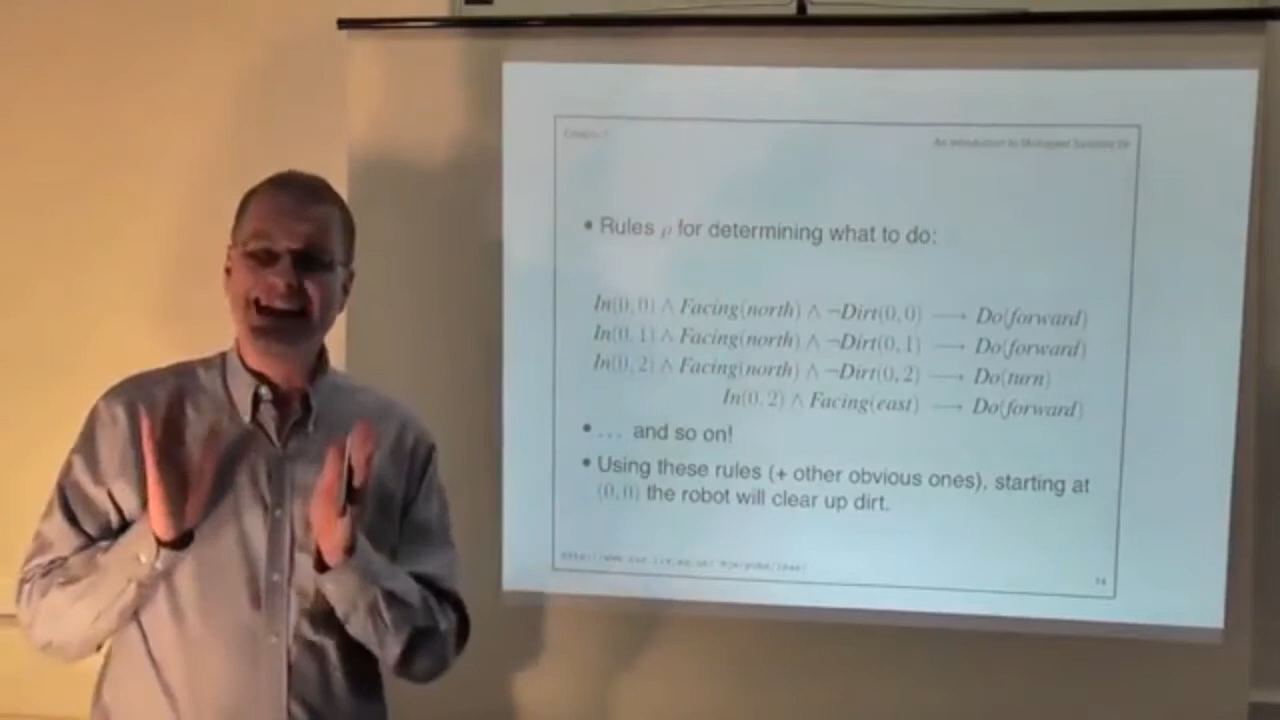 An Introduction to Multiagent Systems 2e
• Rules ρ for determining what to do:
In(0, 0) ∧ Facing(north) ∧ ¬Dirt(0, 0) ⟶ Do(forward)
In(0, 1) ∧ Facing(north) ∧ ¬Dirt(0, 1) ⟶ Do(forward)
In(0, 2) ∧ Facing(north) ∧ ¬Dirt(0, 2) ⟶ Do(turn)
In(0, 2) ∧ Facing(east) ⟶ Do(forward)
• ... and so on!
• Using these rules (+ other obvious ones), starting at
(0, 0) the robot will clear up dirt.